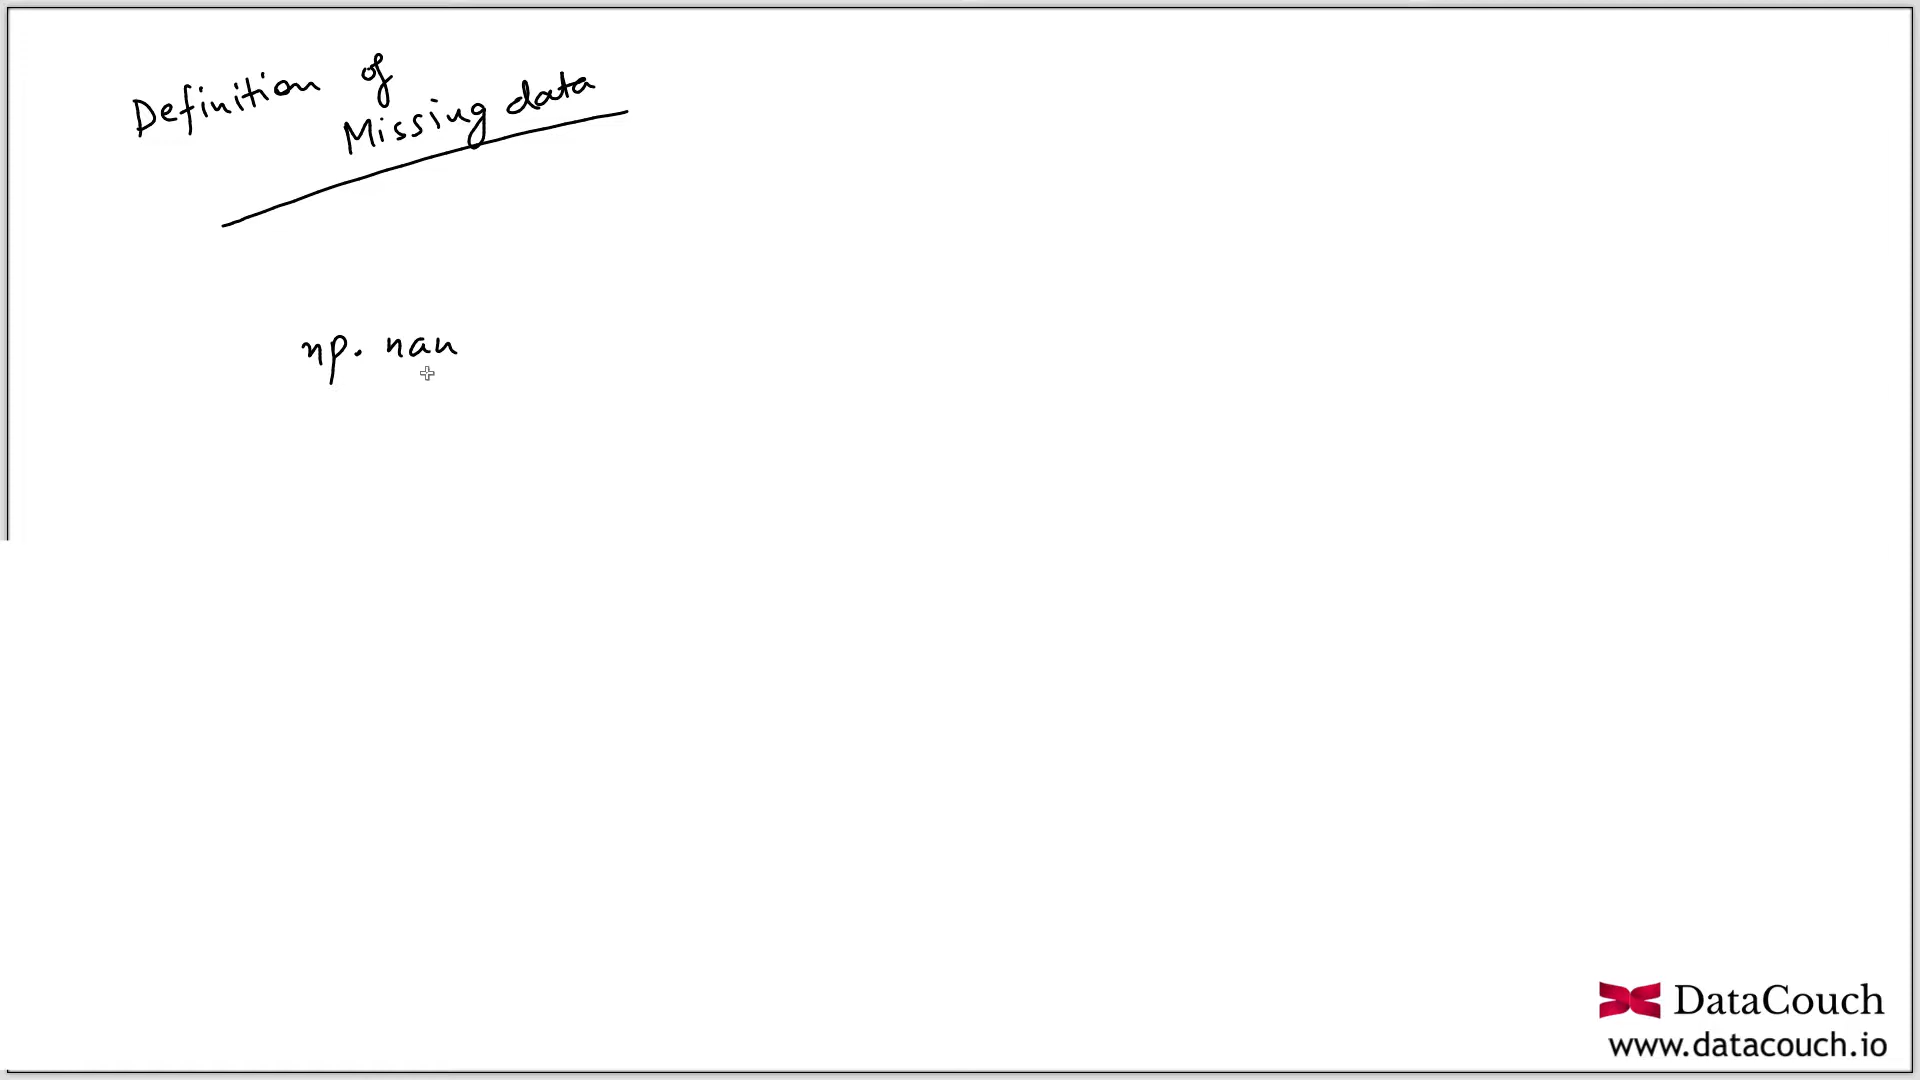 Definition of
Missing data
np. nan
DataCouch
www.datacouch.io